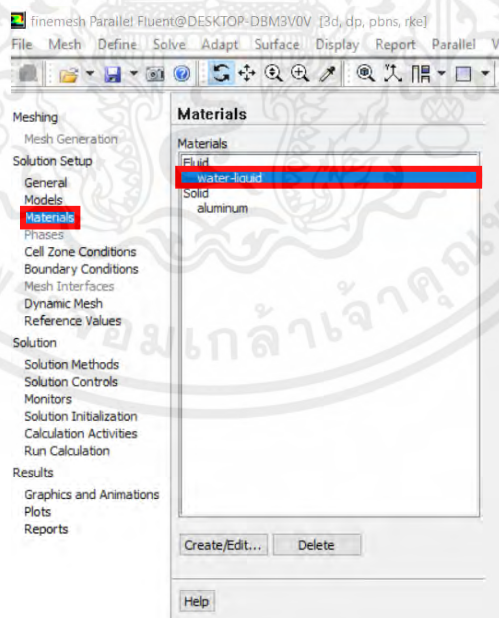 finemesh Parallel Fluent@DESKTOP-DBM3V0V [3d, dp, pbns, rke]
File Mesh Define Solve Adapt Surface Display Report Parallel V
Meshing
Mesh Generation
Solution Setup
General
Models
Materials
Phases
Cell Zone Conditions
Boundary Conditions
Mesh Interfaces
Dynamic Mesh
Reference Values
Solution
Solution Methods
Solution Controls
Monitors
Solution Initialization
Calculation Activities
Run Calculation
Results
Graphics and Animations
Plots
Reports
Materials
Materials
Fluid
water-liquid
Solid
aluminum
Create/Edit...
Delete
Help